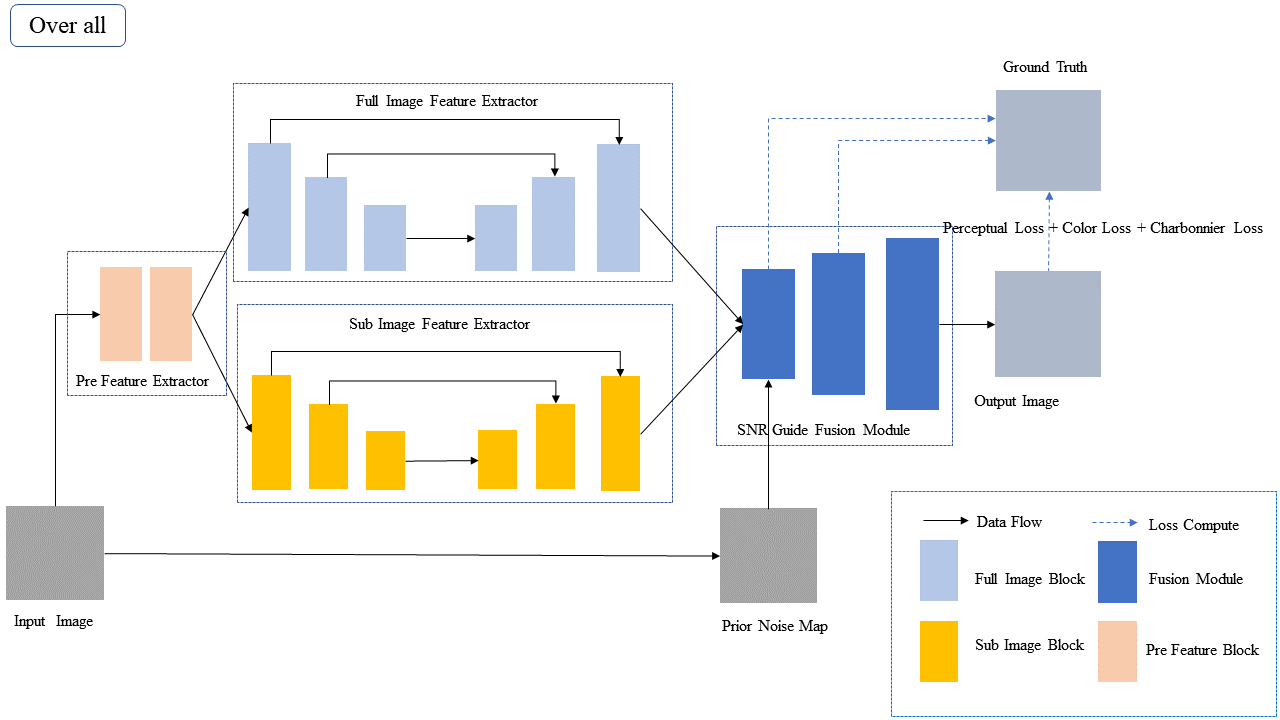 Over all
Ground Truth
Full Image Feature Extractor
Perceptual Loss + Color Loss + Charbonnier Loss
Sub Image Feature Extractor
Pre Feature Extractor
Output Image
SNR Guide Fusion Module
Data Flow
Loss Compute
Full Image Block
Fusion Module
Input Image
Prior Noise Map
Sub Image Block
Pre Feature Block